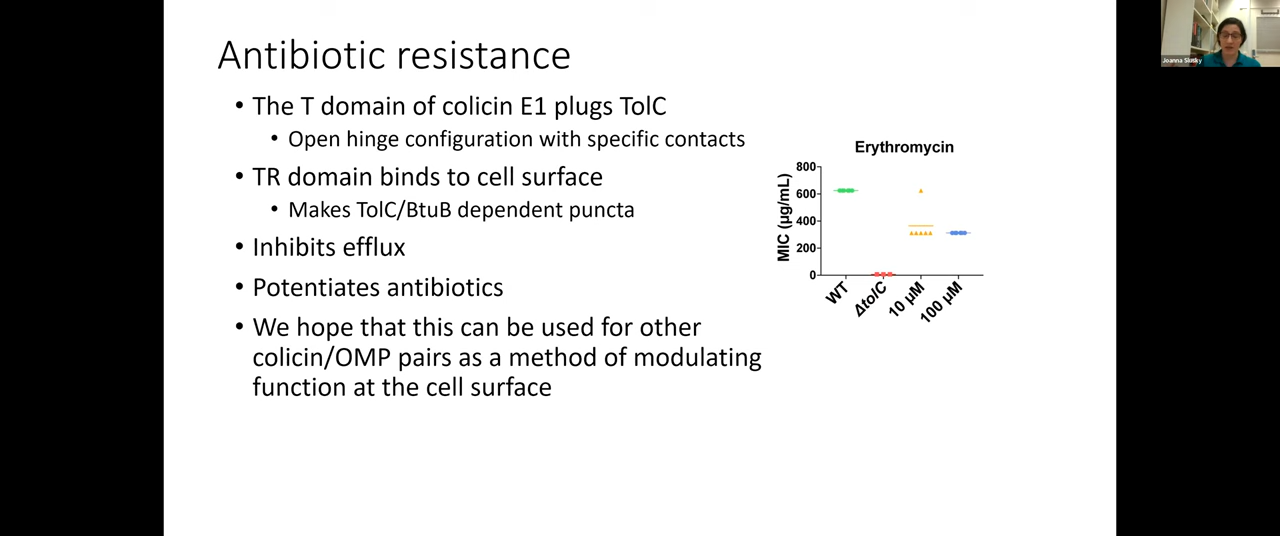 Antibiotic resistance
• The T domain of colicin E1 plugs TolC
• Open hinge configuration with specific contacts
• TR domain binds to cell surface
• Makes TolC/BtuB dependent puncta
• Inhibits efflux
• Potentiates antibiotics
• We hope that this can be used for other
colicin/OMP pairs as a method of modulating
function at the cell surface
Erythromycin
MIC (µg/mL)
800
600
400
200
0
WT
ΔtolC
10 µM
100 µM
Joanna Slusky